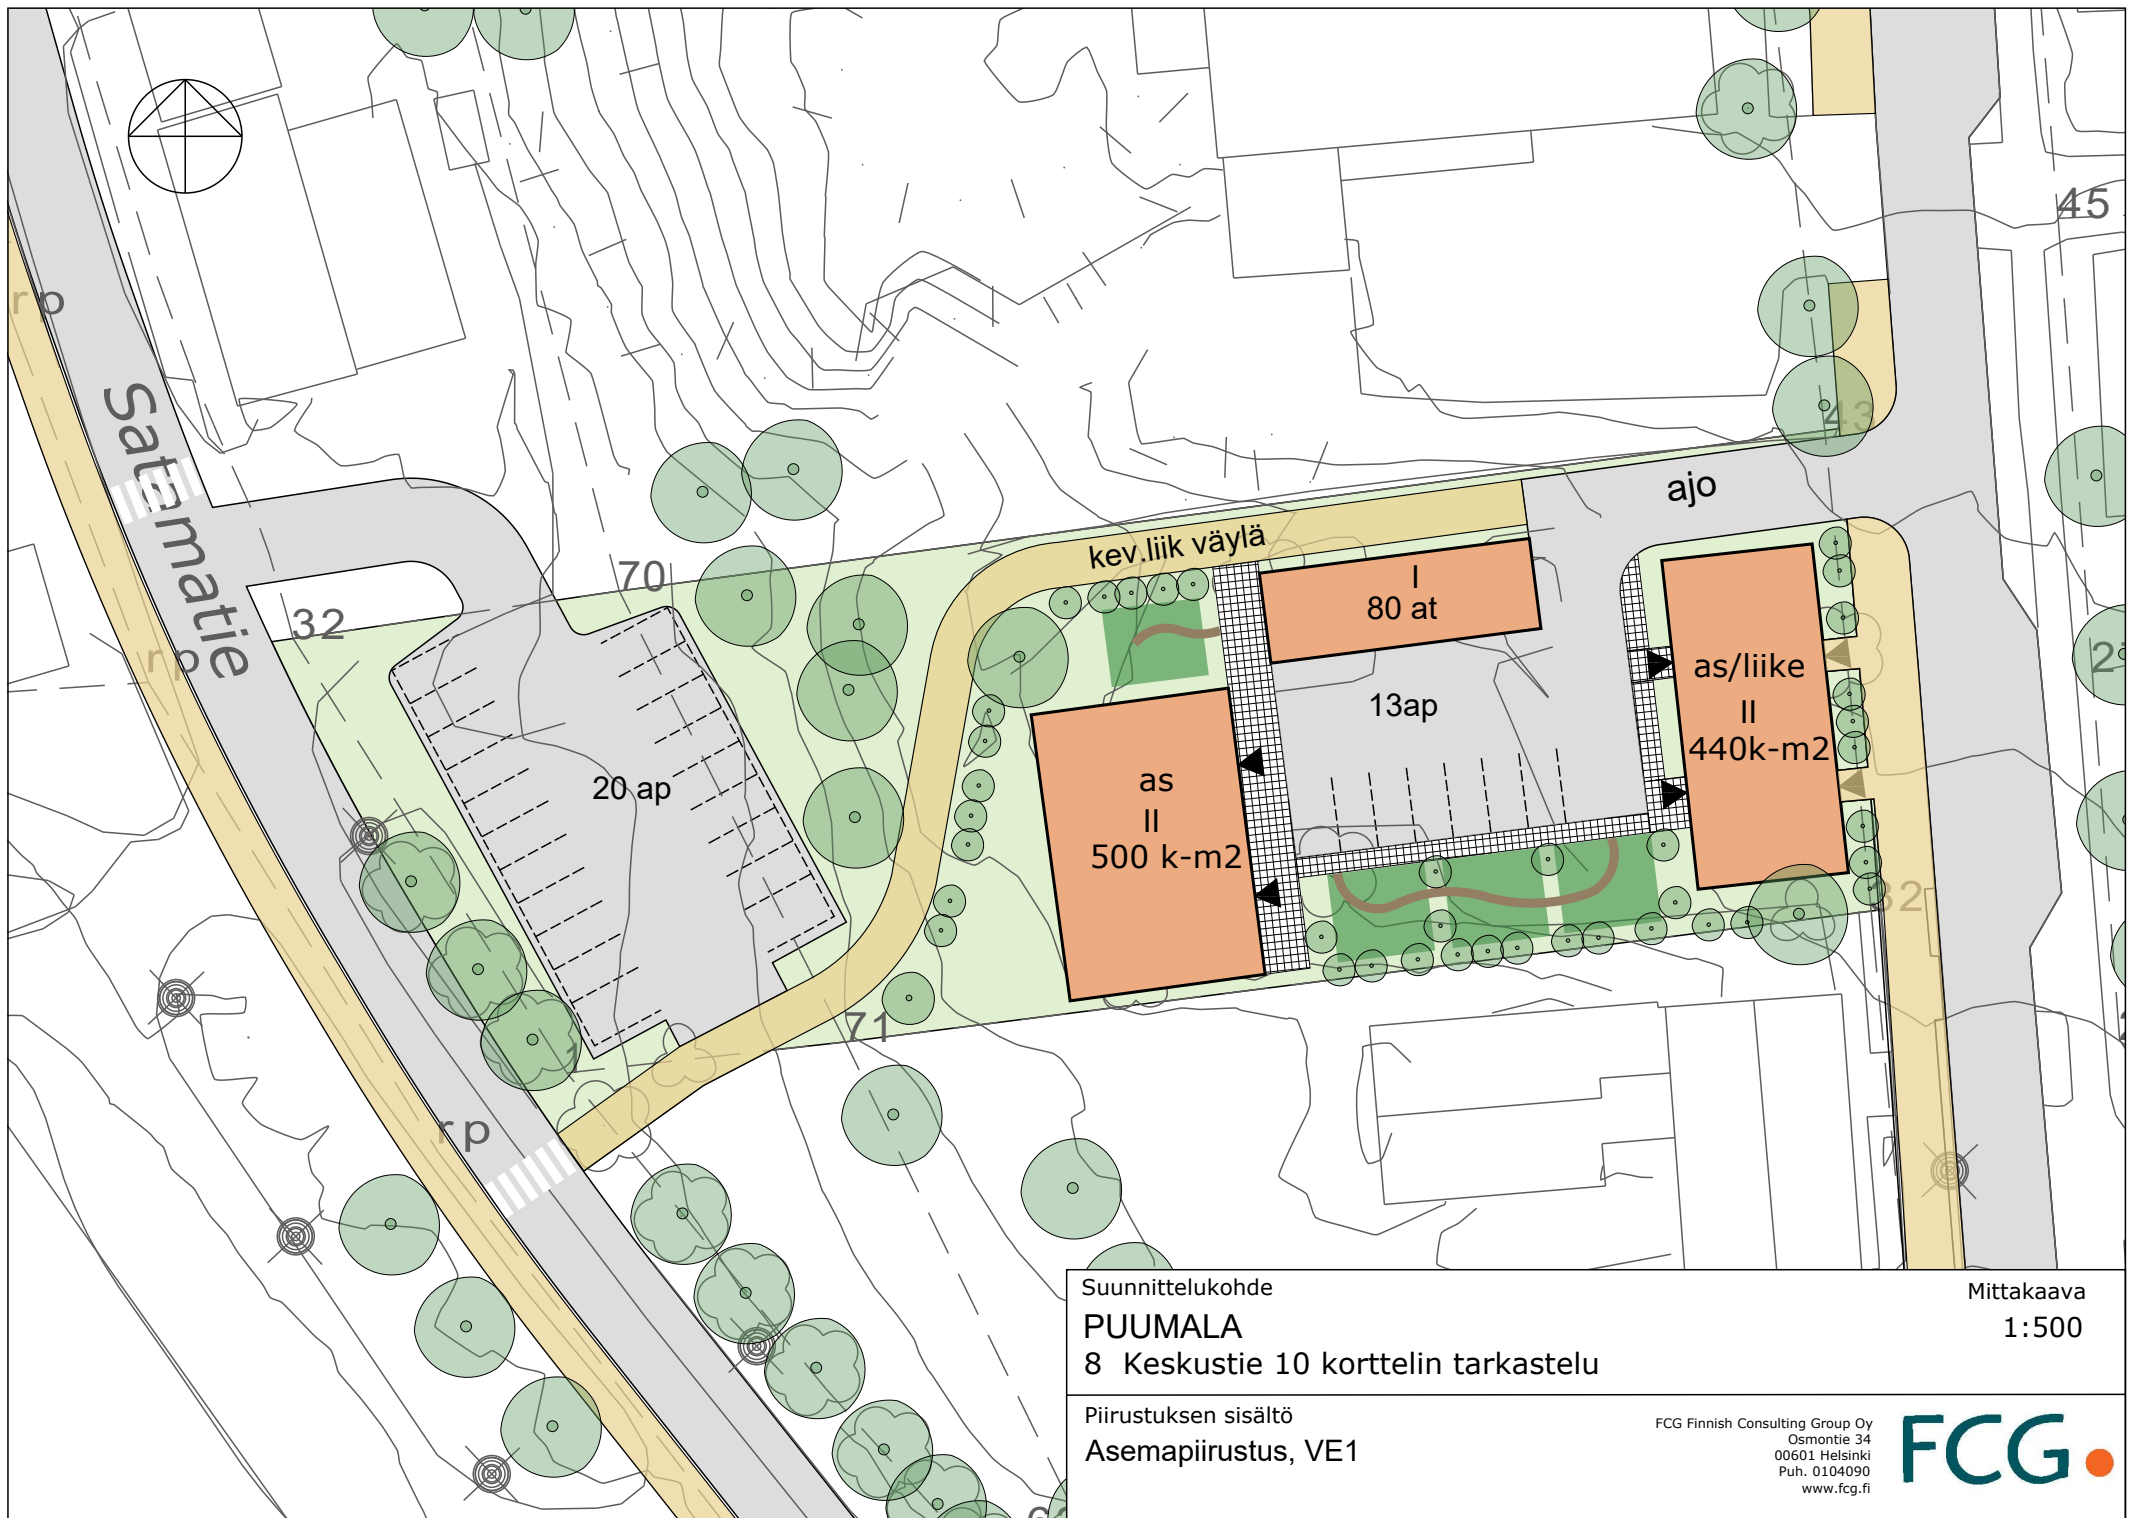 45
rp
43
Satamatie
ajo
kev.liik väylä
70
I
80 at
32
rp
as/liike
II
440k-m2
13ap
20 ap
as
II
500 k-m2
32
71
1
rp
Suunnittelukohde
PUUMALA
8 Keskustie 10 korttelin tarkastelu
Mittakaava
1:500
Piirustuksen sisältö
Asemapiirustus, VE1
FCG Finnish Consulting Group Oy
Osmontie 34
00601 Helsinki
Puh. 0104090
www.fcg.fi
FCG